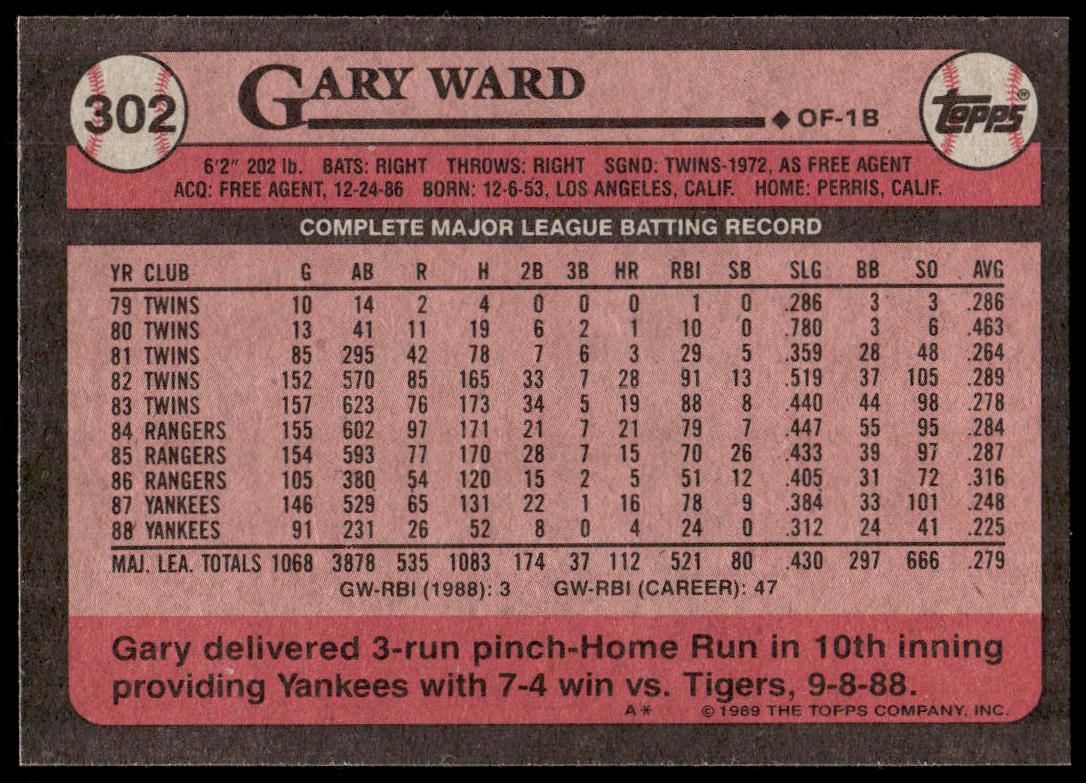 302
GARY WARD
◆ OF-1B
TOPPS®
6'2" 202 lb. BATS: RIGHT THROWS: RIGHT SGND: TWINS-1972, AS FREE AGENT
ACQ: FREE AGENT, 12-24-86 BORN: 12-6-53, LOS ANGELES, CALIF. HOME: PERRIS, CALIF.
COMPLETE MAJOR LEAGUE BATTING RECORD
YR CLUB G AB R H 2B 3B HR RBI SB SLG BB SO AVG
79 TWINS 10 14 2 4 0 0 0 1 0 .286 3 3 .286
80 TWINS 13 41 11 19 6 2 1 10 0 .780 3 6 .463
81 TWINS 85 295 42 78 7 6 3 29 5 .359 28 48 .264
82 TWINS 152 570 85 165 33 7 28 91 13 .519 37 105 .289
83 TWINS 157 623 76 173 34 5 19 88 8 .440 44 98 .278
84 RANGERS 155 602 97 171 21 7 21 79 7 .447 55 95 .284
85 RANGERS 154 593 77 170 28 7 15 70 26 .433 39 97 .287
86 RANGERS 105 380 54 120 15 2 5 51 12 .405 31 72 .316
87 YANKEES 146 529 65 131 22 1 16 78 9 .384 33 101 .248
88 YANKEES 91 231 26 52 8 0 4 24 0 .312 24 41 .225
MAJ. LEA. TOTALS 1068 3878 535 1083 174 37 112 521 80 .430 297 666 .279
GW-RBI (1988): 3 GW-RBI (CAREER): 47
Gary delivered 3-run pinch-Home Run in 10th inning
providing Yankees with 7-4 win vs. Tigers, 9-8-88.
A* © 1989 THE TOPPS COMPANY, INC.